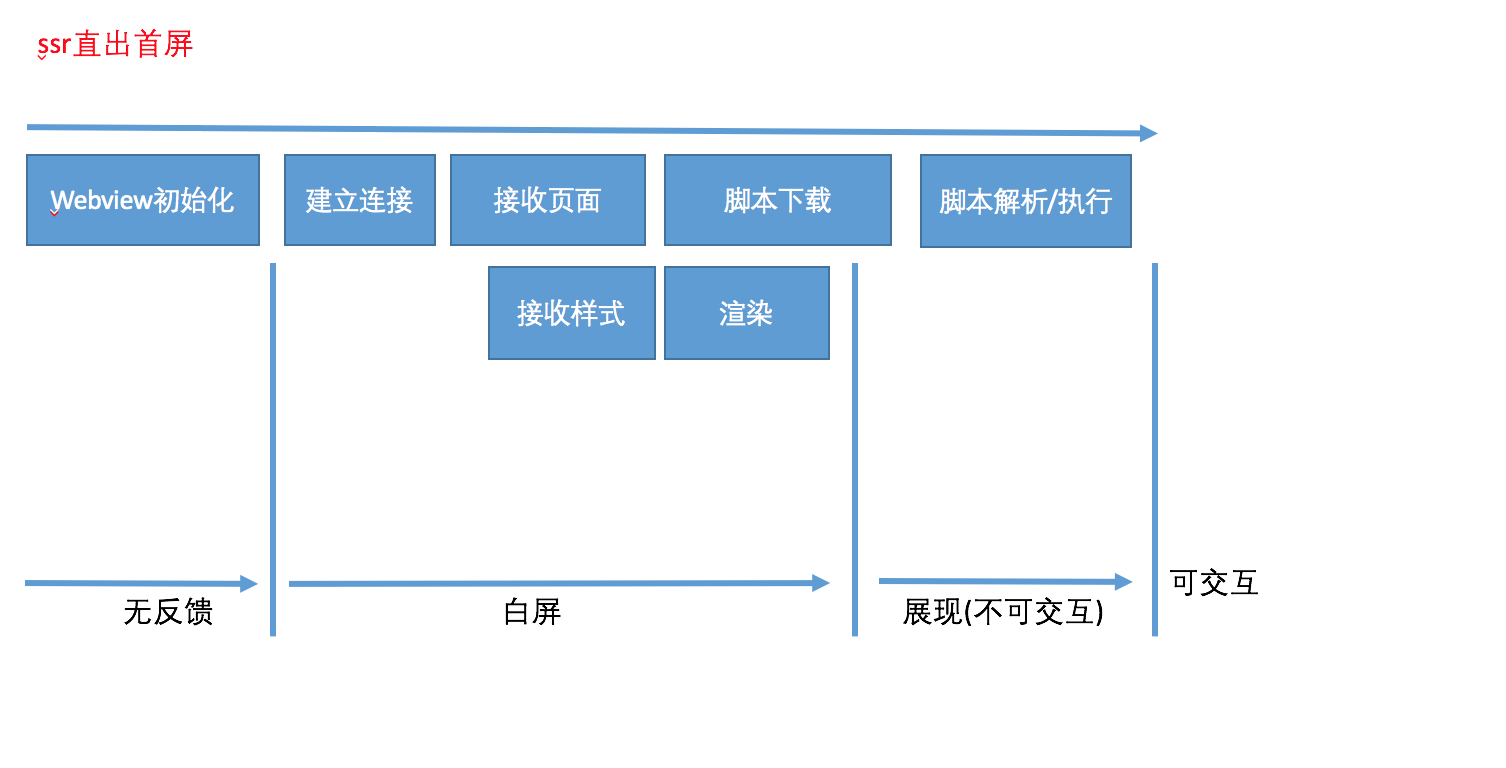 ssr直出首屏
Webview初始化
建立连接
接收页面
脚本下载
脚本解析/执行
接收样式
渲染
无反馈
白屏
展现(不可交互)
可交互